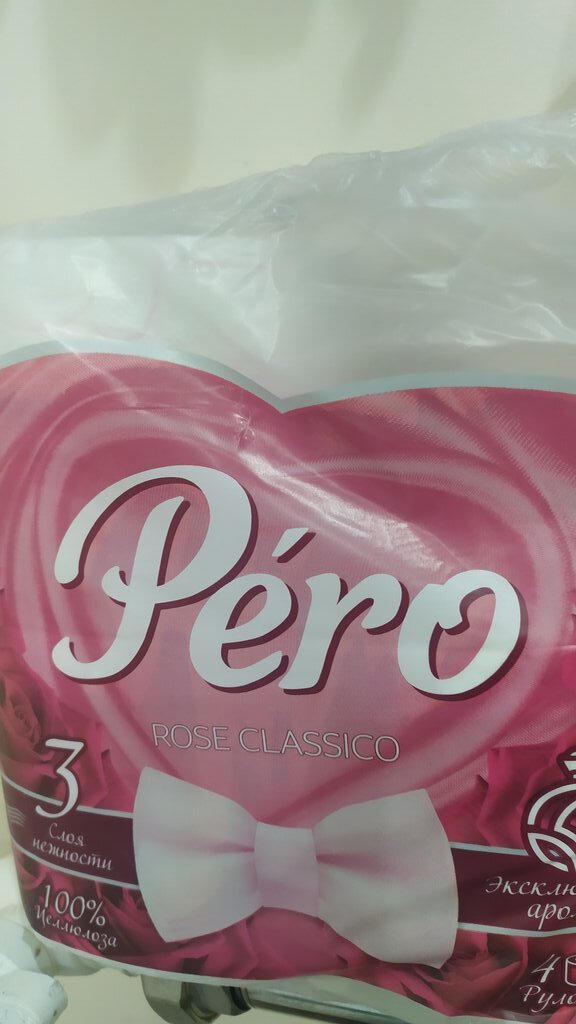 Péro
ROSE CLASSICO
3
Слоя
нежности
100%
Целлюлоза
4